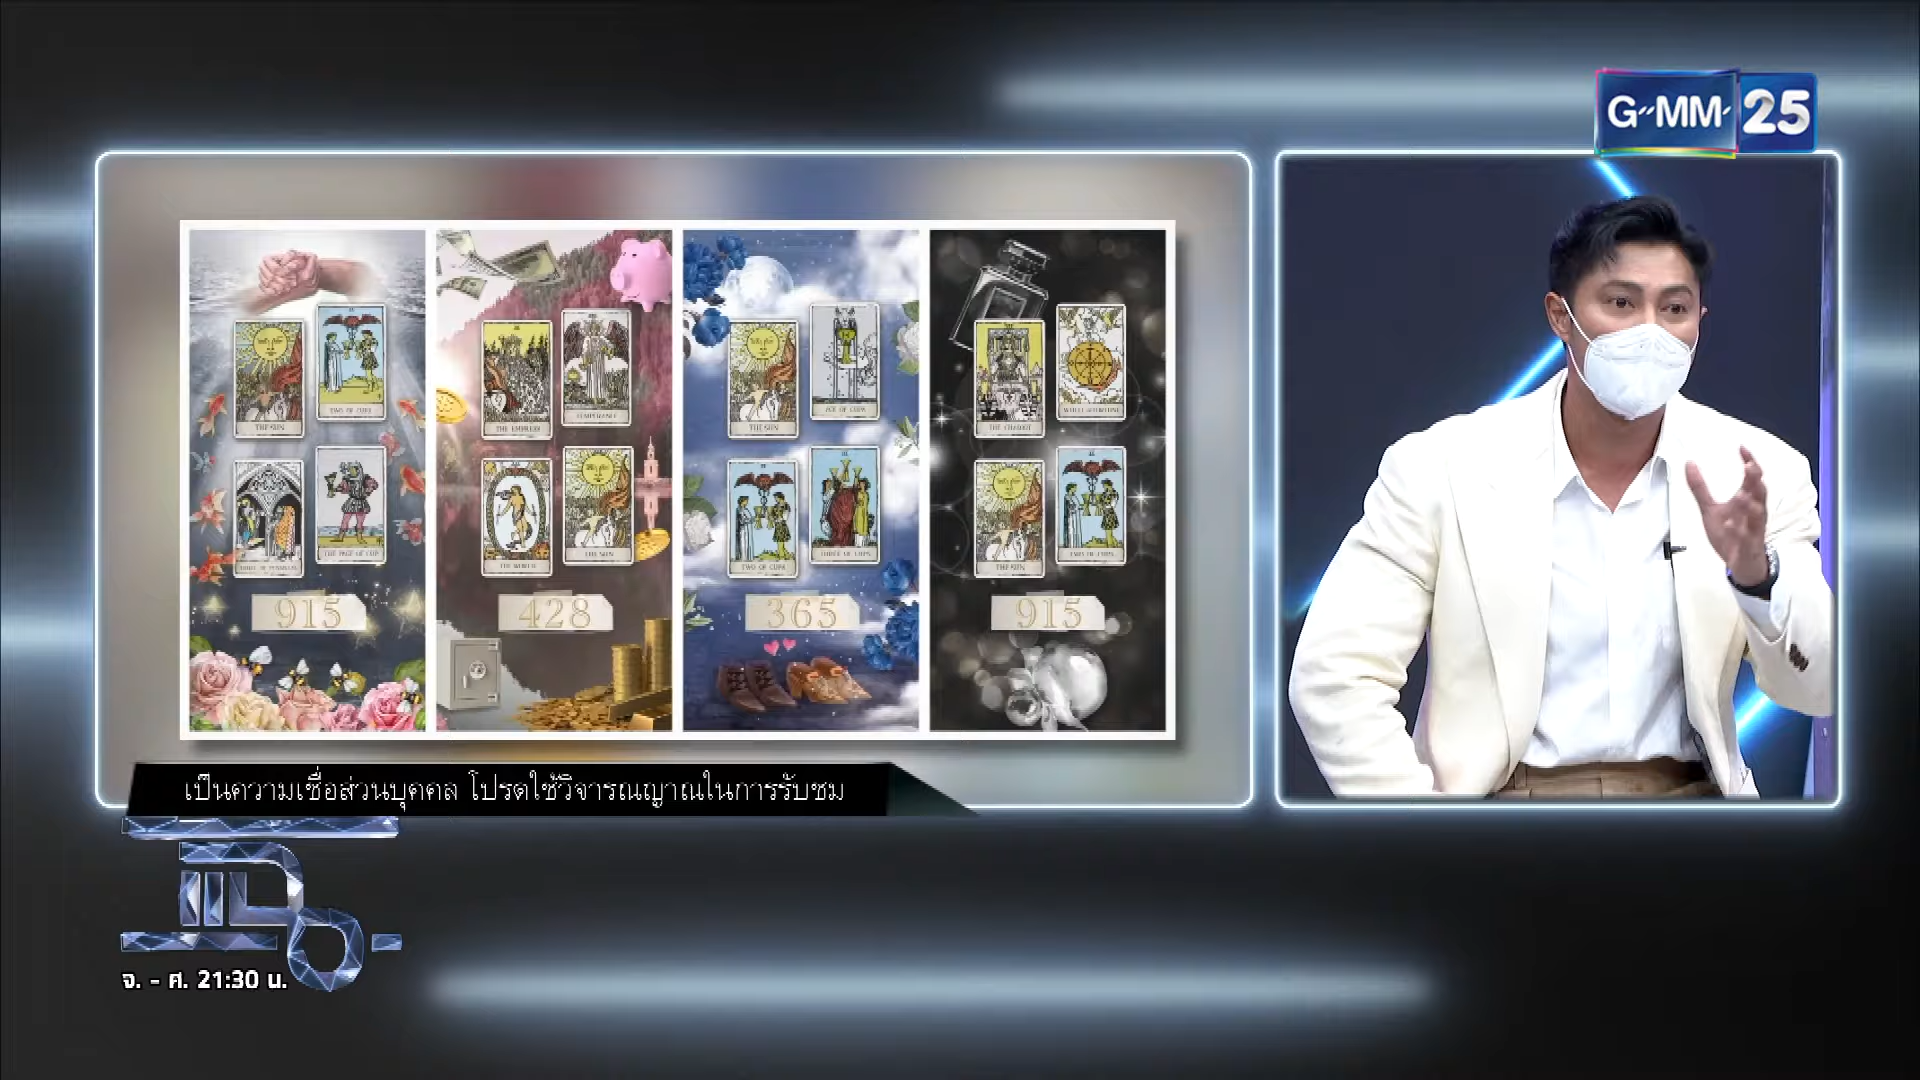 GMM 25
TWO OF CUPS
THE SUN
THE PAGE OF CUP
915
THE EMPRESS
TEMPERANCE
THE WORLD
THE SUN
428
THE SUN
ACE OF CUPS
TWO OF CUPS
THREE OF CUPS
365
THE CHARIOT
THE SUN
TWO OF CUPS
915
เป็นความเชื่อส่วนบุคคล โปรดใช้วิจารณญาณในการรับชม
แฉ
จ. - ศ. 21:30 น.